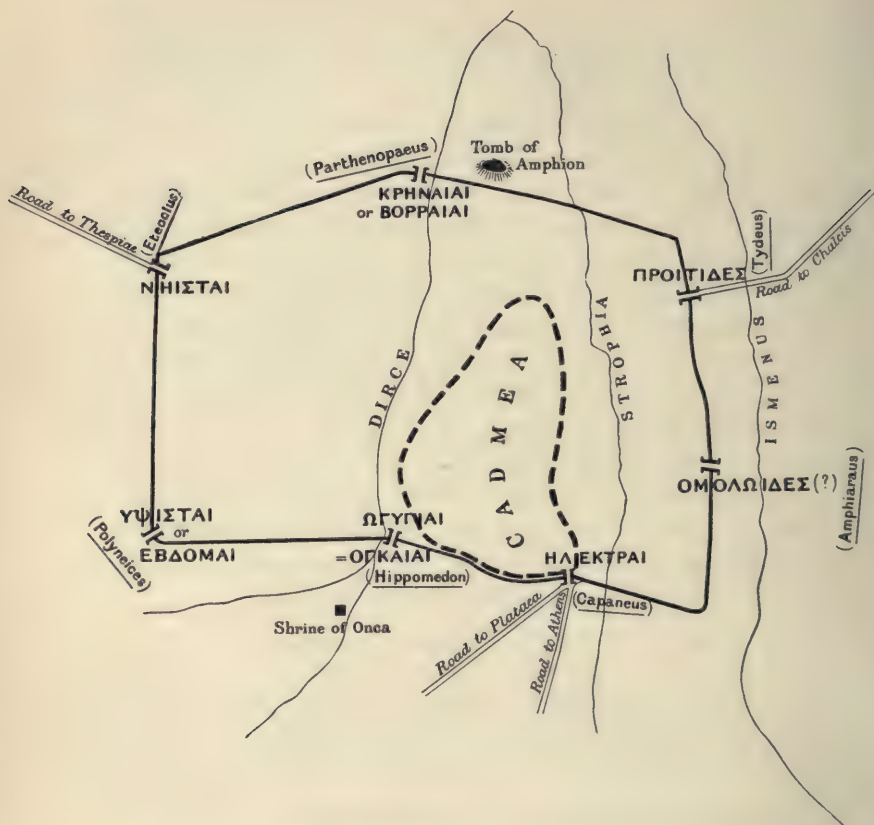 (Parthenopaeus)
Tomb of
Amphion
ΚΡΗΝΑΙΑΙ
or ΒΟΡΡΑΙΑΙ
Road to Thespiae
(Eteoclus)
ΝΗΙΣΤΑΙ
ΠΡΟΙΤΙΔΕΣ
(Tydeus)
Road to Chalcis
DIRCE
CADMEA
STROPHIA
ISMENUS
ΟΜΟΛΩΙΔΕΣ(?)
(Amphiaraus)
ΥΨΙΣΤΑΙ
or
ΕΒΔΟΜΑΙ
(Polyneices)
ΩΓΥΓΙΑΙ
=ΟΓΚΑΙΑΙ
(Hippomedon)
ΗΛΕΚΤΡΑΙ
(Capaneus)
Shrine of Onca
Road to Plataea
Road to Athens